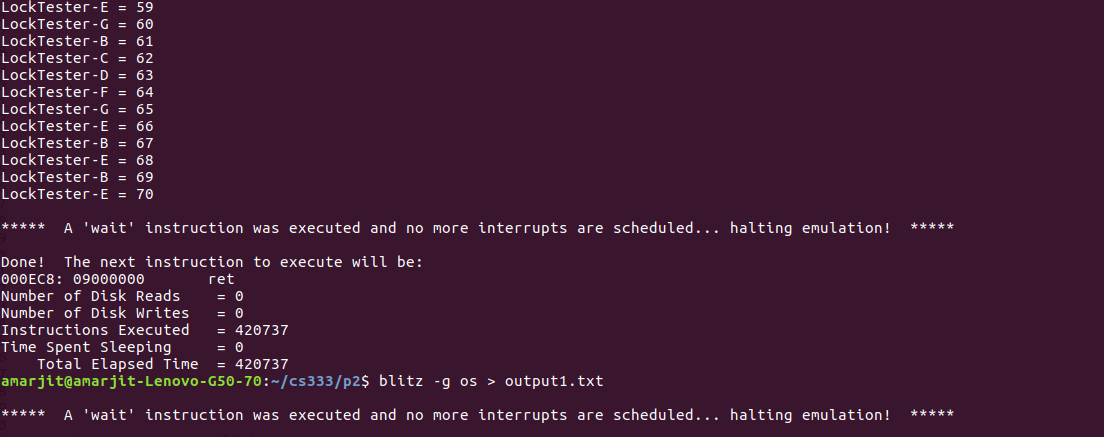 LockTester-E = 59
LockTester-G = 60
LockTester-B = 61
LockTester-C = 62
LockTester-D = 63
LockTester-F = 64
LockTester-G = 65
LockTester-E = 66
LockTester-B = 67
LockTester-E = 68
LockTester-B = 69
LockTester-E = 70
*****  A 'wait' instruction was executed and no more interrupts are scheduled... halting emulation!  *****
Done!  The next instruction to execute will be:
000EC8: 09000000       ret
Number of Disk Reads    = 0
Number of Disk Writes   = 0
Instructions Executed   = 420737
Time Spent Sleeping     = 0
    Total Elapsed Time  = 420737
amarjit@amarjit-Lenovo-G50-70:~/cs333/p2$ blitz -g os > output1.txt
*****  A 'wait' instruction was executed and no more interrupts are scheduled... halting emulation!  *****